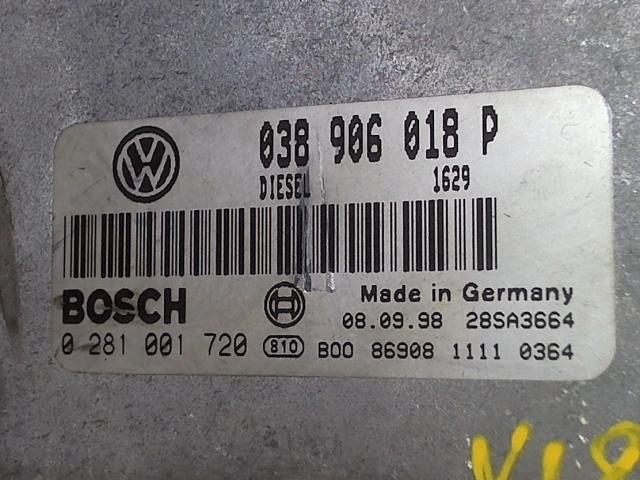 038 906 018 P
DIESEL 1629
BOSCH
Made in Germany
08.09.98 28SA3664
0 281 001 720 810 B00 86908 1111 0364